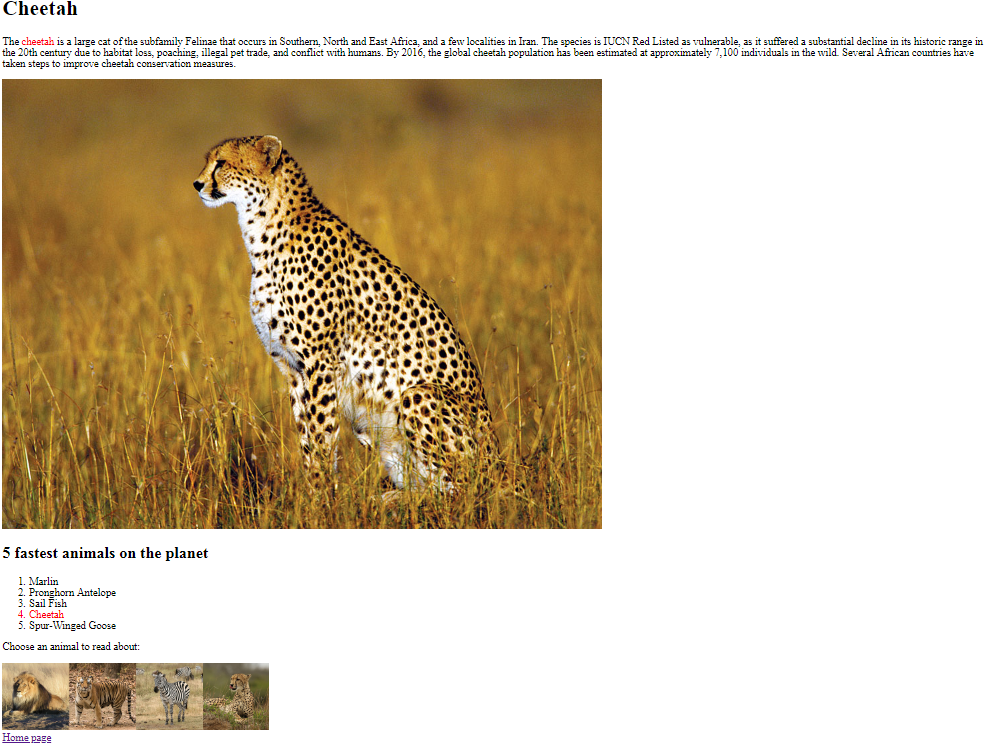 Cheetah
The cheetah is a large cat of the subfamily Felinae that occurs in Southern, North and East Africa, and a few localities in Iran. The species is IUCN Red Listed as vulnerable, as it suffered a substantial decline in its historic range in
the 20th century due to habitat loss, poaching, illegal pet trade, and conflict with humans. By 2016, the global cheetah population has been estimated at approximately 7,100 individuals in the wild. Several African countries have
taken steps to improve cheetah conservation measures.
5 fastest animals on the planet
1. Marlin
2. Pronghorn Antelope
3. Sail Fish
4. Cheetah
5. Spur-Winged Goose
Choose an animal to read about:
Home page